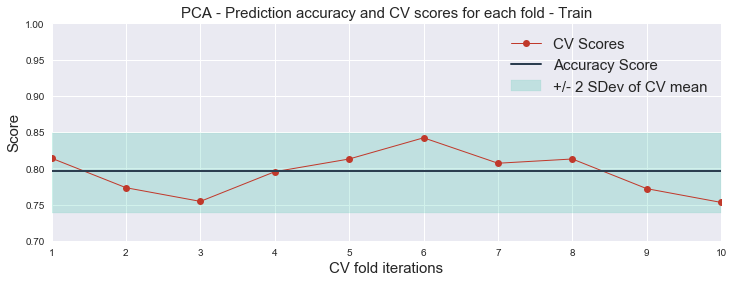 PCA - Prediction accuracy and CV scores for each fold - Train
1.00
0.95
0.90
0.85
0.80
0.75
0.70
Score
CV Scores
Accuracy Score
+/- 2 SDev of CV mean
1 2 3 4 5 6 7 8 9 10
CV fold iterations